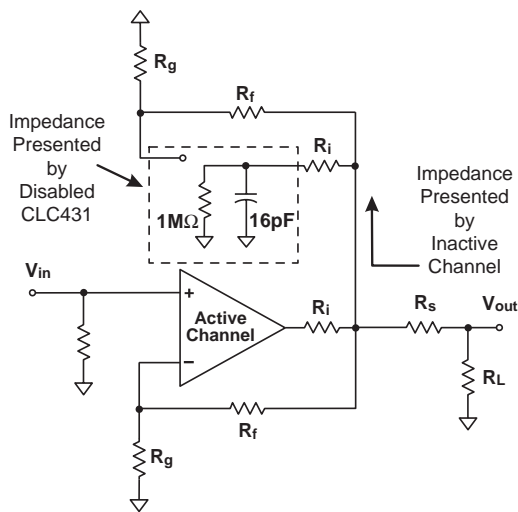 Rg
Rf
Impedance
Presented
by
Disabled
CLC431
Ri
Impedance
Presented
by
Inactive
Channel
1MΩ
16pF
Vin
+
Active
Channel
−
Ri
Rs
Vout
RL
Rf
Rg